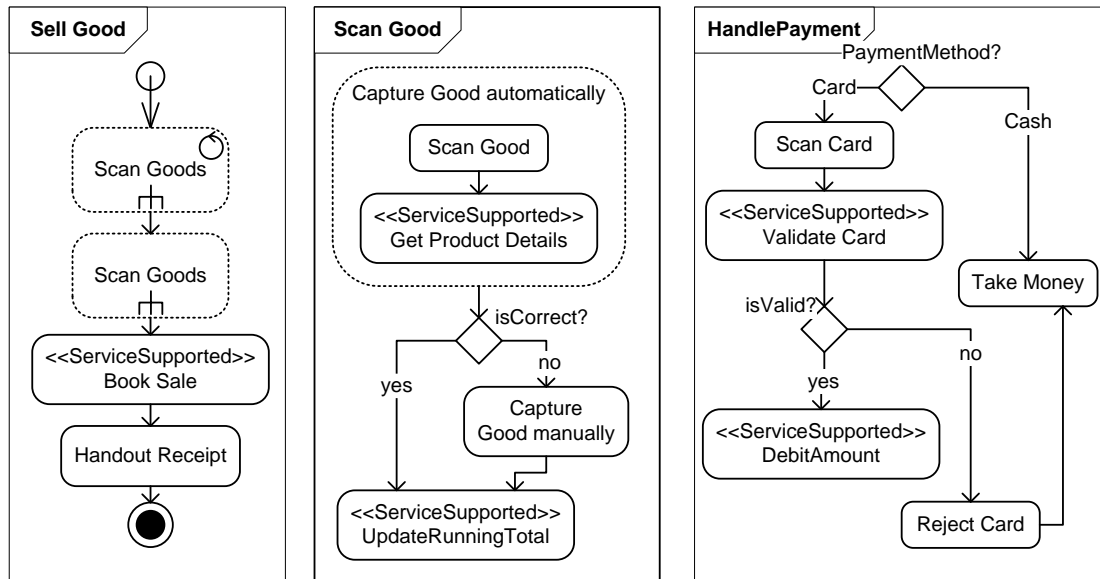 Sell Good
Scan Goods
Scan Goods
<<ServiceSupported>>
Book Sale
Handout Receipt
Scan Good
Capture Good automatically
Scan Good
<<ServiceSupported>>
Get Product Details
isCorrect?
yes
no
Capture
Good manually
<<ServiceSupported>>
UpdateRunningTotal
HandlePayment
PaymentMethod?
Card
Cash
Scan Card
<<ServiceSupported>>
Validate Card
Take Money
isValid?
no
yes
<<ServiceSupported>>
DebitAmount
Reject Card